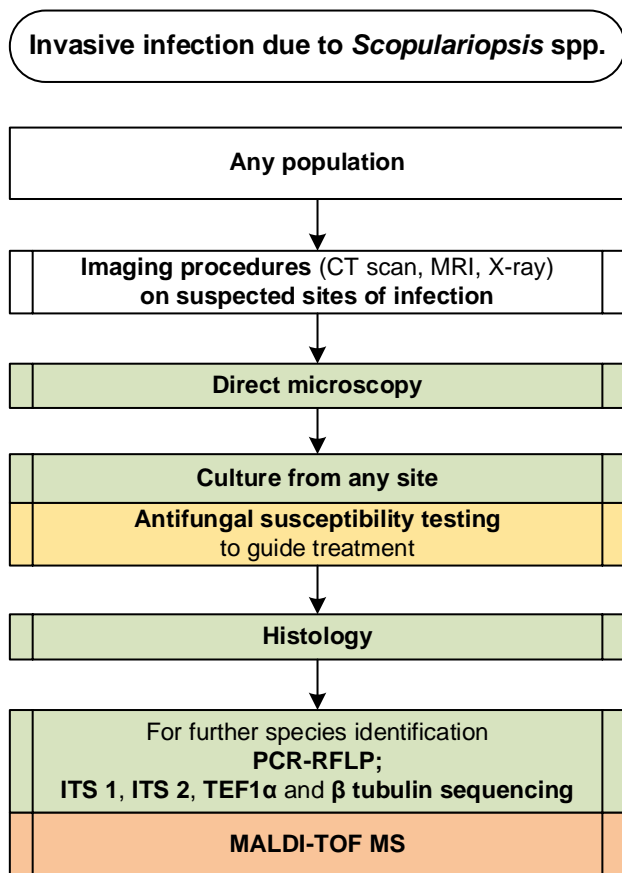 Invasive infection due to Scopulariopsis spp.
Any population
Imaging procedures (CT scan, MRI, X-ray)
on suspected sites of infection
Direct microscopy
Culture from any site
Antifungal susceptibility testing
to guide treatment
Histology
For further species identification
PCR-RFLP;
ITS 1, ITS 2, TEF1α and β tubulin sequencing
MALDI-TOF MS